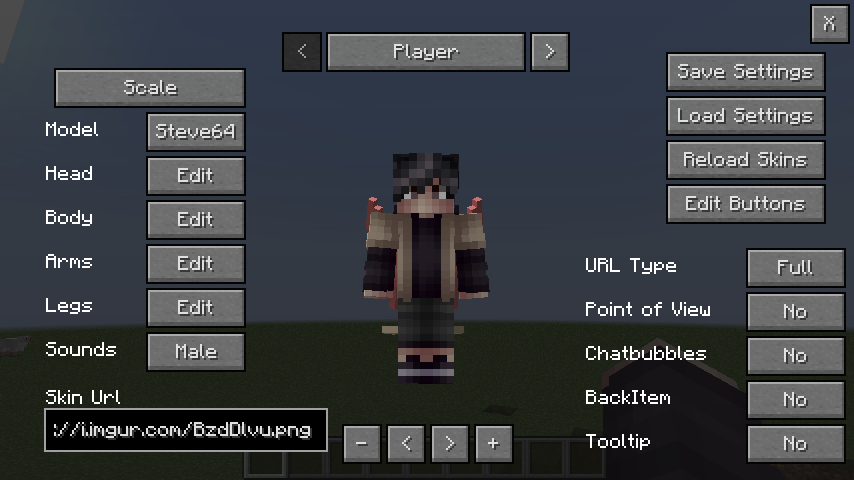 X
< Player >
Scale
Save Settings
Model Steve64
Load Settings
Head Edit
Reload Skins
Body Edit
Edit Buttons
Arms Edit
URL Type Full
Legs Edit
Point of View No
Sounds Male
Chatbubbles No
Skin Url
BackItem No
://i.imgur.com/BzdDlvu.png
- < > +
Tooltip No